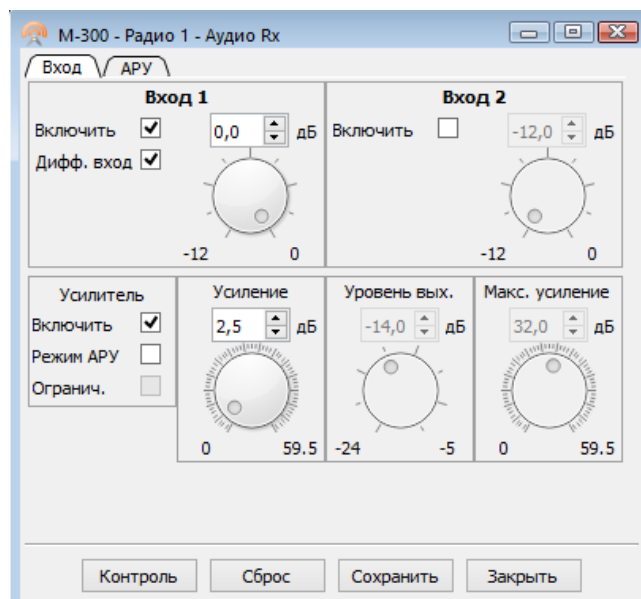 М-300 - Радио 1 - Аудио Rx
Вход АРУ
Вход 1 Вход 2
Включить 0,0 дБ Включить -12,0 дБ
Дифф. вход
-12 0 -12 0
Усилитель Усиление Уровень вых. Макс. усиление
Включить 2,5 дБ -14,0 дБ 32,0 дБ
Режим АРУ
Огранич.
0 59.5 -24 -5 0 59.5
Контроль Сброс Сохранить Закрыть